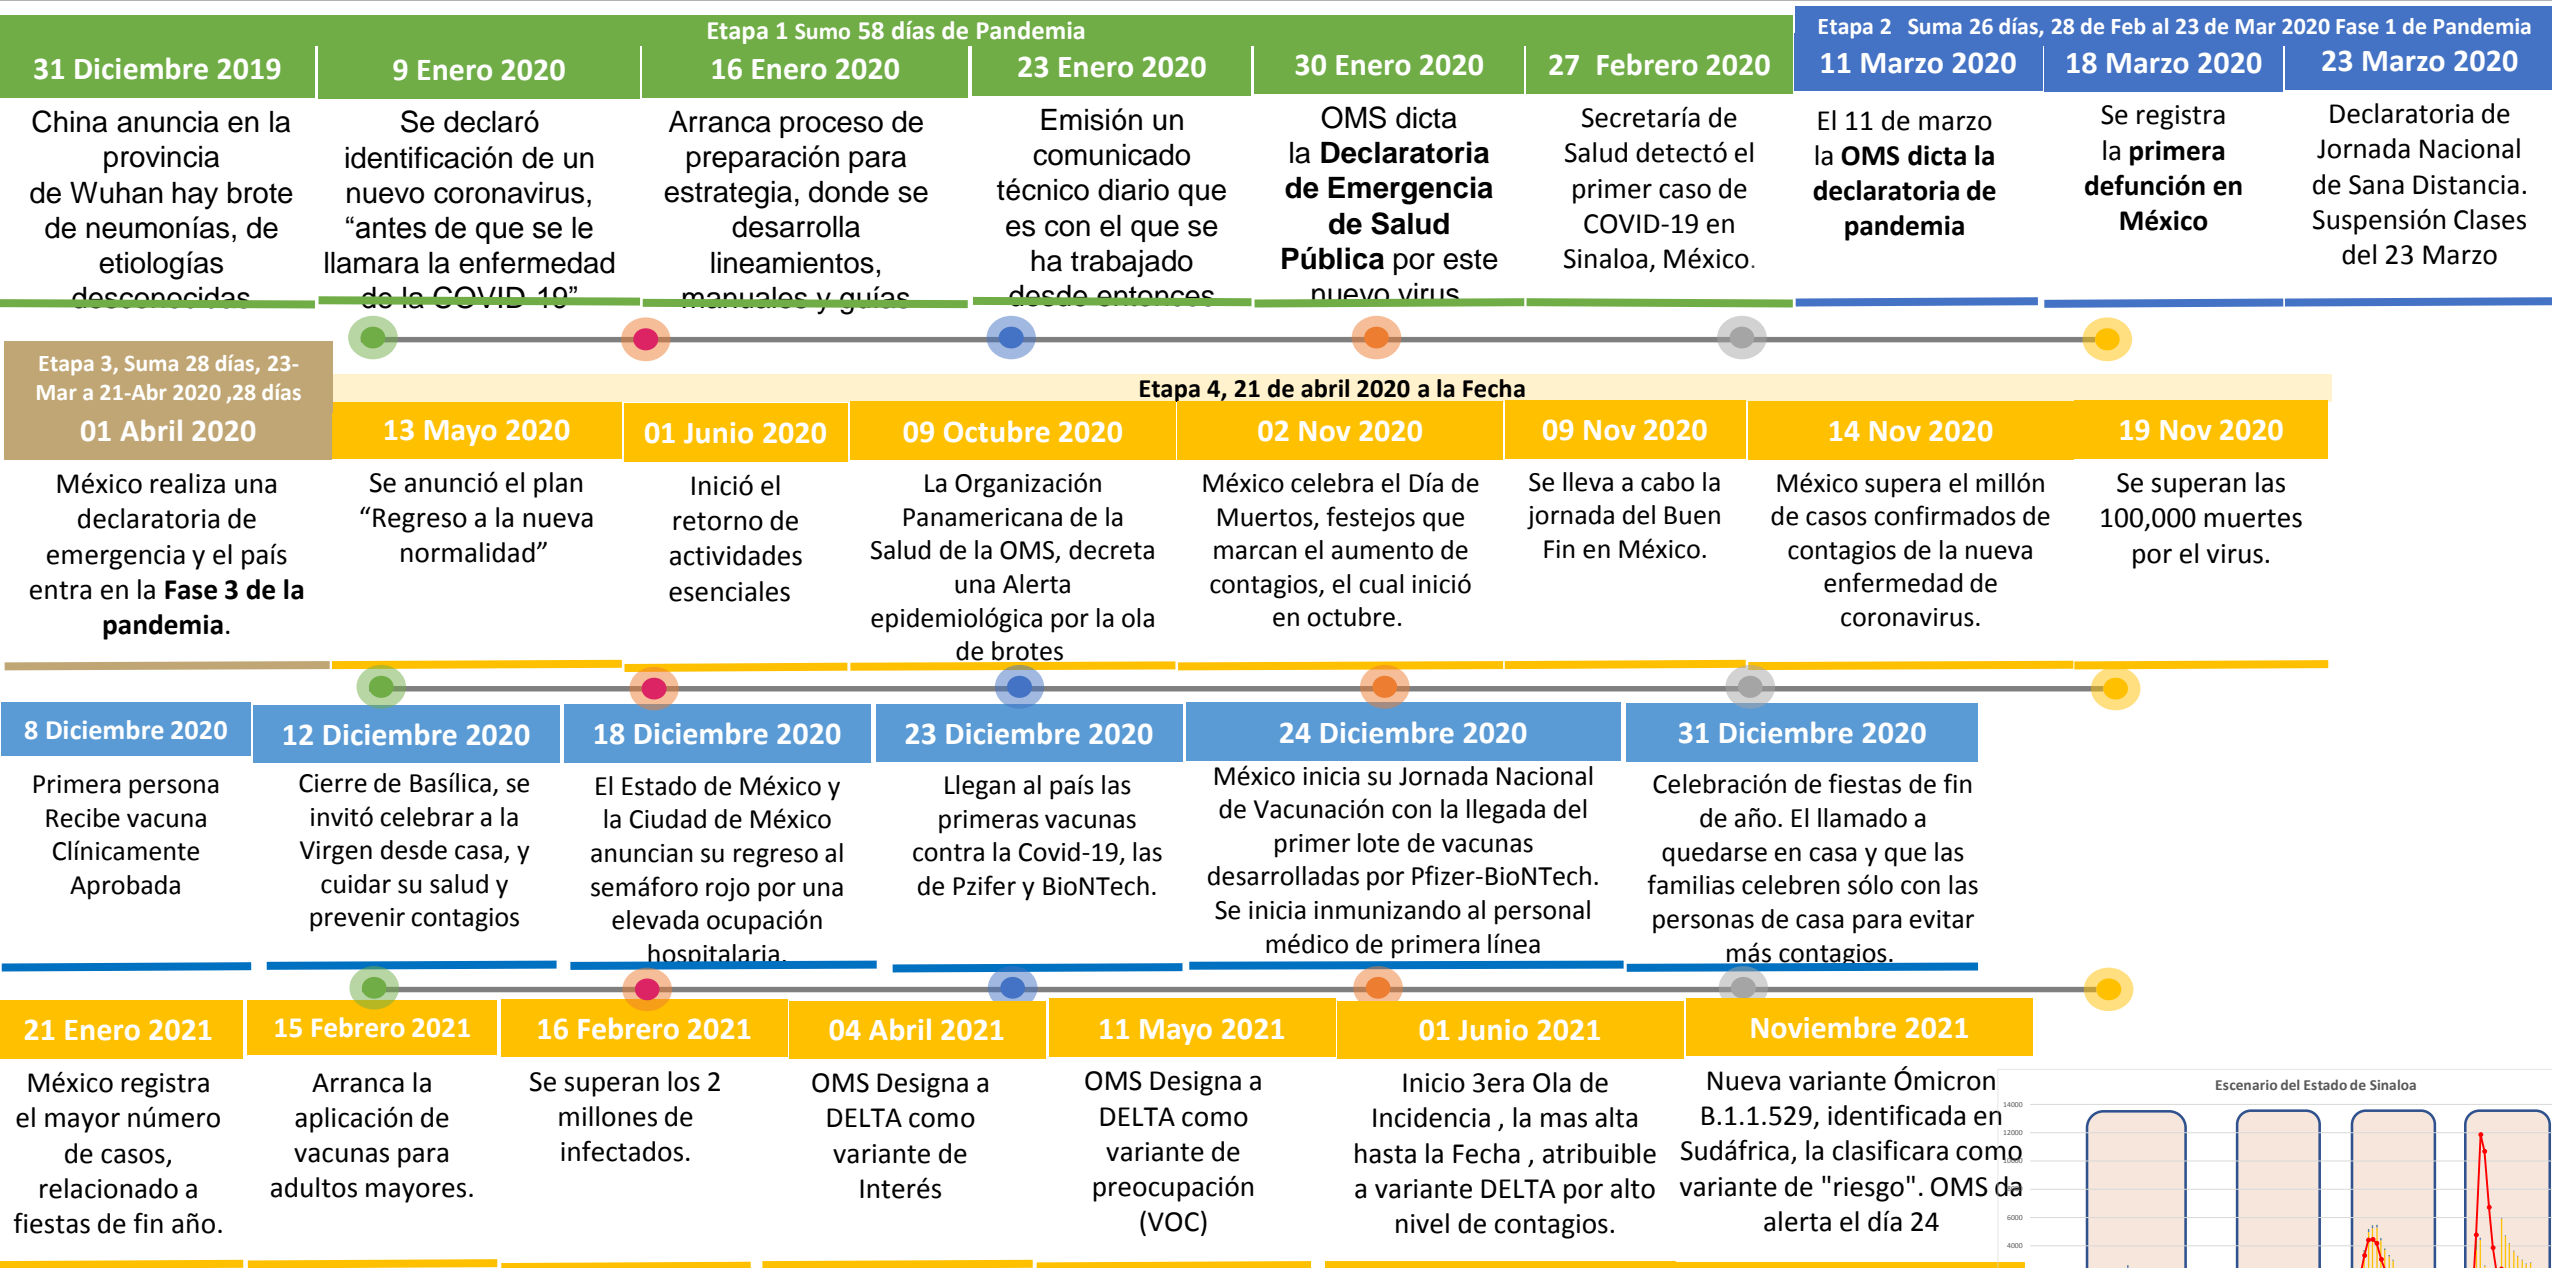 Etapa 1 Sumo 58 días de Pandemia
Etapa 2 Suma 26 días, 28 de Feb al 23 de Mar 2020 Fase 1 de Pandemia
31 Diciembre 2019
China anuncia en la
provincia
de Wuhan hay brote
de neumonías, de
etiologías
desconocidas
9 Enero 2020
Se declaró
identificación de un
nuevo coronavirus,
“antes de que se le
llamara la enfermedad
de la COVID-19”
16 Enero 2020
Arranca proceso de
preparación para
estrategia, donde se
desarrolla
lineamientos,
manuales y guías
23 Enero 2020
Emisión un
comunicado
técnico diario que
es con el que se
ha trabajado
desde entonces
30 Enero 2020
OMS dicta
la Declaratoria
de Emergencia
de Salud
Pública por este
nuevo virus
27 Febrero 2020
Secretaría de
Salud detectó el
primer caso de
COVID-19 en
Sinaloa, México.
11 Marzo 2020
El 11 de marzo
la OMS dicta la
declaratoria de
pandemia
18 Marzo 2020
Se registra
la primera
defunción en
México
23 Marzo 2020
Declaratoria de
Jornada Nacional
de Sana Distancia.
Suspensión Clases
del 23 Marzo
Etapa 3, Suma 28 días, 23-
Mar a 21-Abr 2020 ,28 días
Etapa 4, 21 de abril 2020 a la Fecha
01 Abril 2020
México realiza una
declaratoria de
emergencia y el país
entra en la Fase 3 de la
pandemia.
13 Mayo 2020
Se anunció el plan
“Regreso a la nueva
normalidad”
01 Junio 2020
Inició el
retorno de
actividades
esenciales
09 Octubre 2020
La Organización
Panamericana de la
Salud de la OMS, decreta
una Alerta
epidemiológica por la ola
de brotes
02 Nov 2020
México celebra el Día de
Muertos, festejos que
marcan el aumento de
contagios, el cual inició
en octubre.
09 Nov 2020
Se lleva a cabo la
jornada del Buen
Fin en México.
14 Nov 2020
México supera el millón
de casos confirmados de
contagios de la nueva
enfermedad de
coronavirus.
19 Nov 2020
Se superan las
100,000 muertes
por el virus.
8 Diciembre 2020
Primera persona
Recibe vacuna
Clínicamente
Aprobada
12 Diciembre 2020
Cierre de Basílica, se
invitó celebrar a la
Virgen desde casa, y
cuidar su salud y
prevenir contagios
18 Diciembre 2020
El Estado de México y
la Ciudad de México
anuncian su regreso al
semáforo rojo por una
elevada ocupación
hospitalaria.
23 Diciembre 2020
Llegan al país las
primeras vacunas
contra la Covid-19, las
de Pzifer y BioNTech.
24 Diciembre 2020
México inicia su Jornada Nacional
de Vacunación con la llegada del
primer lote de vacunas
desarrolladas por Pfizer-BioNTech.
Se inicia inmunizando al personal
médico de primera línea
31 Diciembre 2020
Celebración de fiestas de fin
de año. El llamado a
quedarse en casa y que las
familias celebren sólo con las
personas de casa para evitar
más contagios.
21 Enero 2021
México registra
el mayor número
de casos,
relacionado a
fiestas de fin año.
15 Febrero 2021
Arranca la
aplicación de
vacunas para
adultos mayores.
16 Febrero 2021
Se superan los 2
millones de
infectados.
04 Abril 2021
OMS Designa a
DELTA como
variante de
Interés
11 Mayo 2021
OMS Designa a
DELTA como
variante de
preocupación
(VOC)
01 Junio 2021
Inicio 3era Ola de
Incidencia , la mas alta
hasta la Fecha , atribuible
a variante DELTA por alto
nivel de contagios.
Noviembre 2021
Nueva variante Ómicron
B.1.1.529, identificada en
Sudáfrica, la clasificara como
variante de "riesgo". OMS da
alerta el día 24
Escenario del Estado de Sinaloa
14000
12000
10000
6000
4000